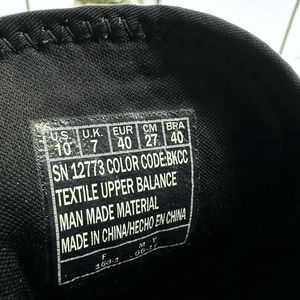 U.S. U.K. EUR CM BRA
10 7 40 27 40
SN 12773 COLOR CODE:BKCC
TEXTILE UPPER BALANCE
MAN MADE MATERIAL
MADE IN CHINA/HECHO EN CHINA
F M Y